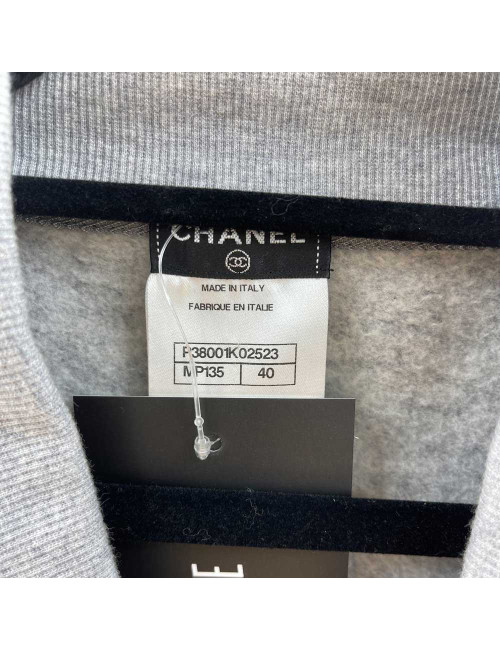 CHANEL
MADE IN ITALY
FABRIQUE EN ITALIE
P38001K02523
MP135 40
E